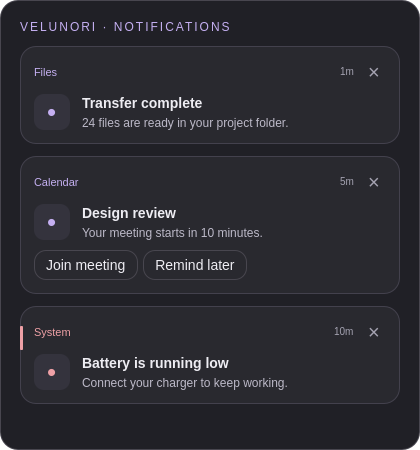 VELUNORI · NOTIFICATIONS
Files 1m ✕
Transfer complete
24 files are ready in your project folder.
Calendar 5m ✕
Design review
Your meeting starts in 10 minutes.
Join meeting Remind later
System 10m ✕
Battery is running low
Connect your charger to keep working.